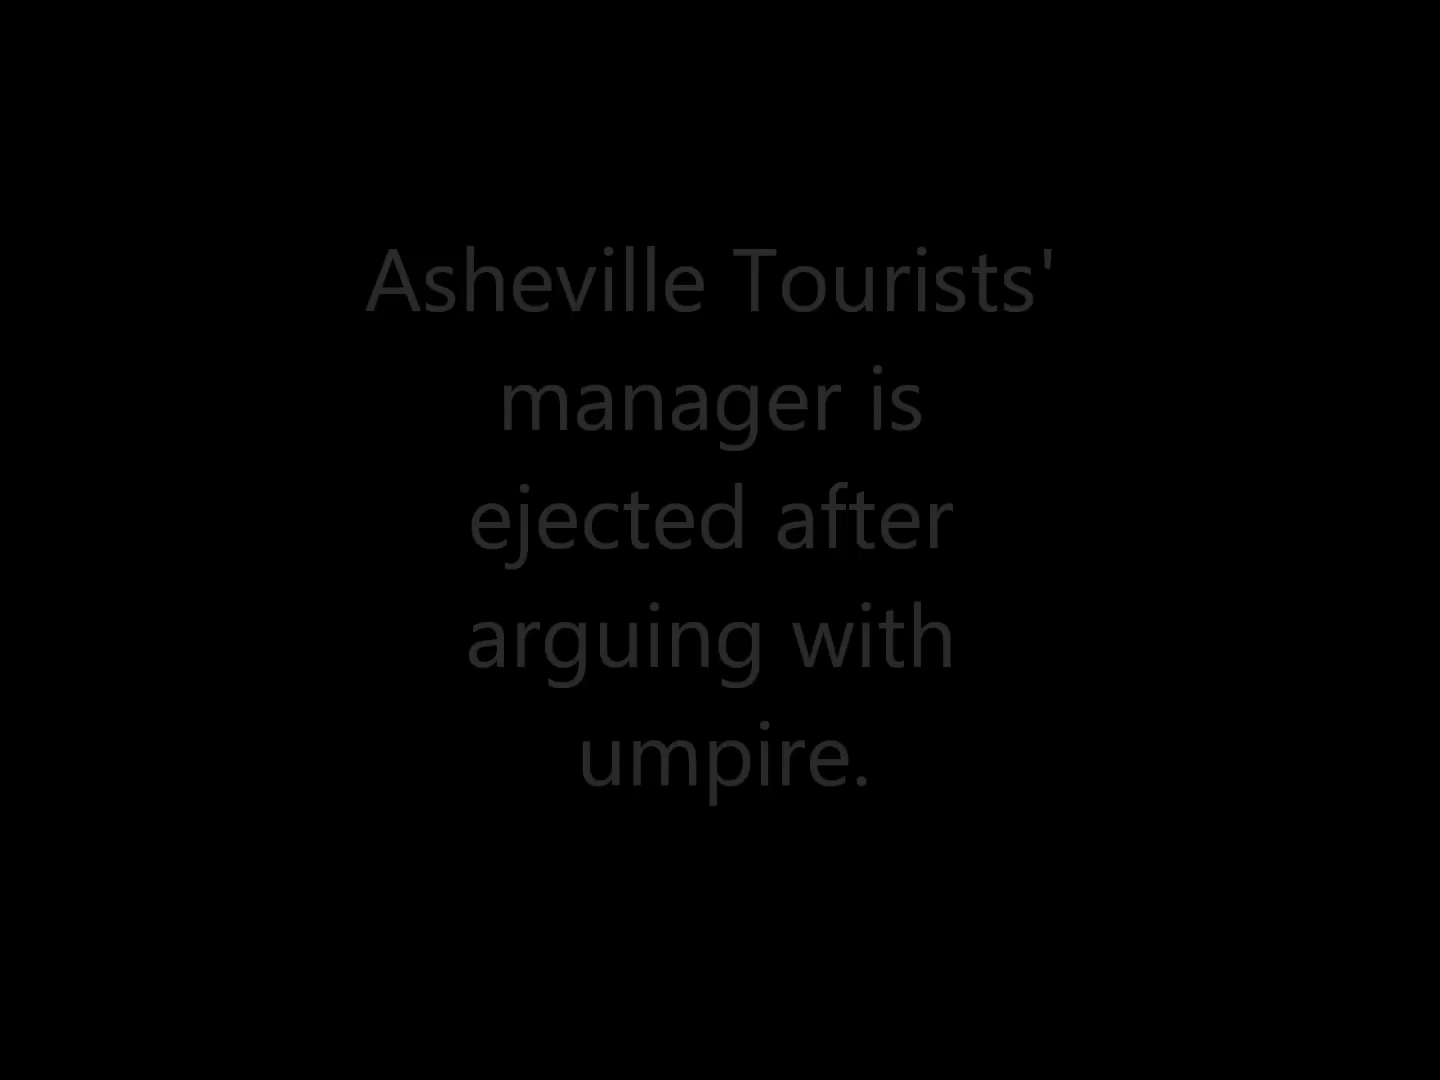 Asheville Tourists'
manager is
ejected after
arguing with
umpire.